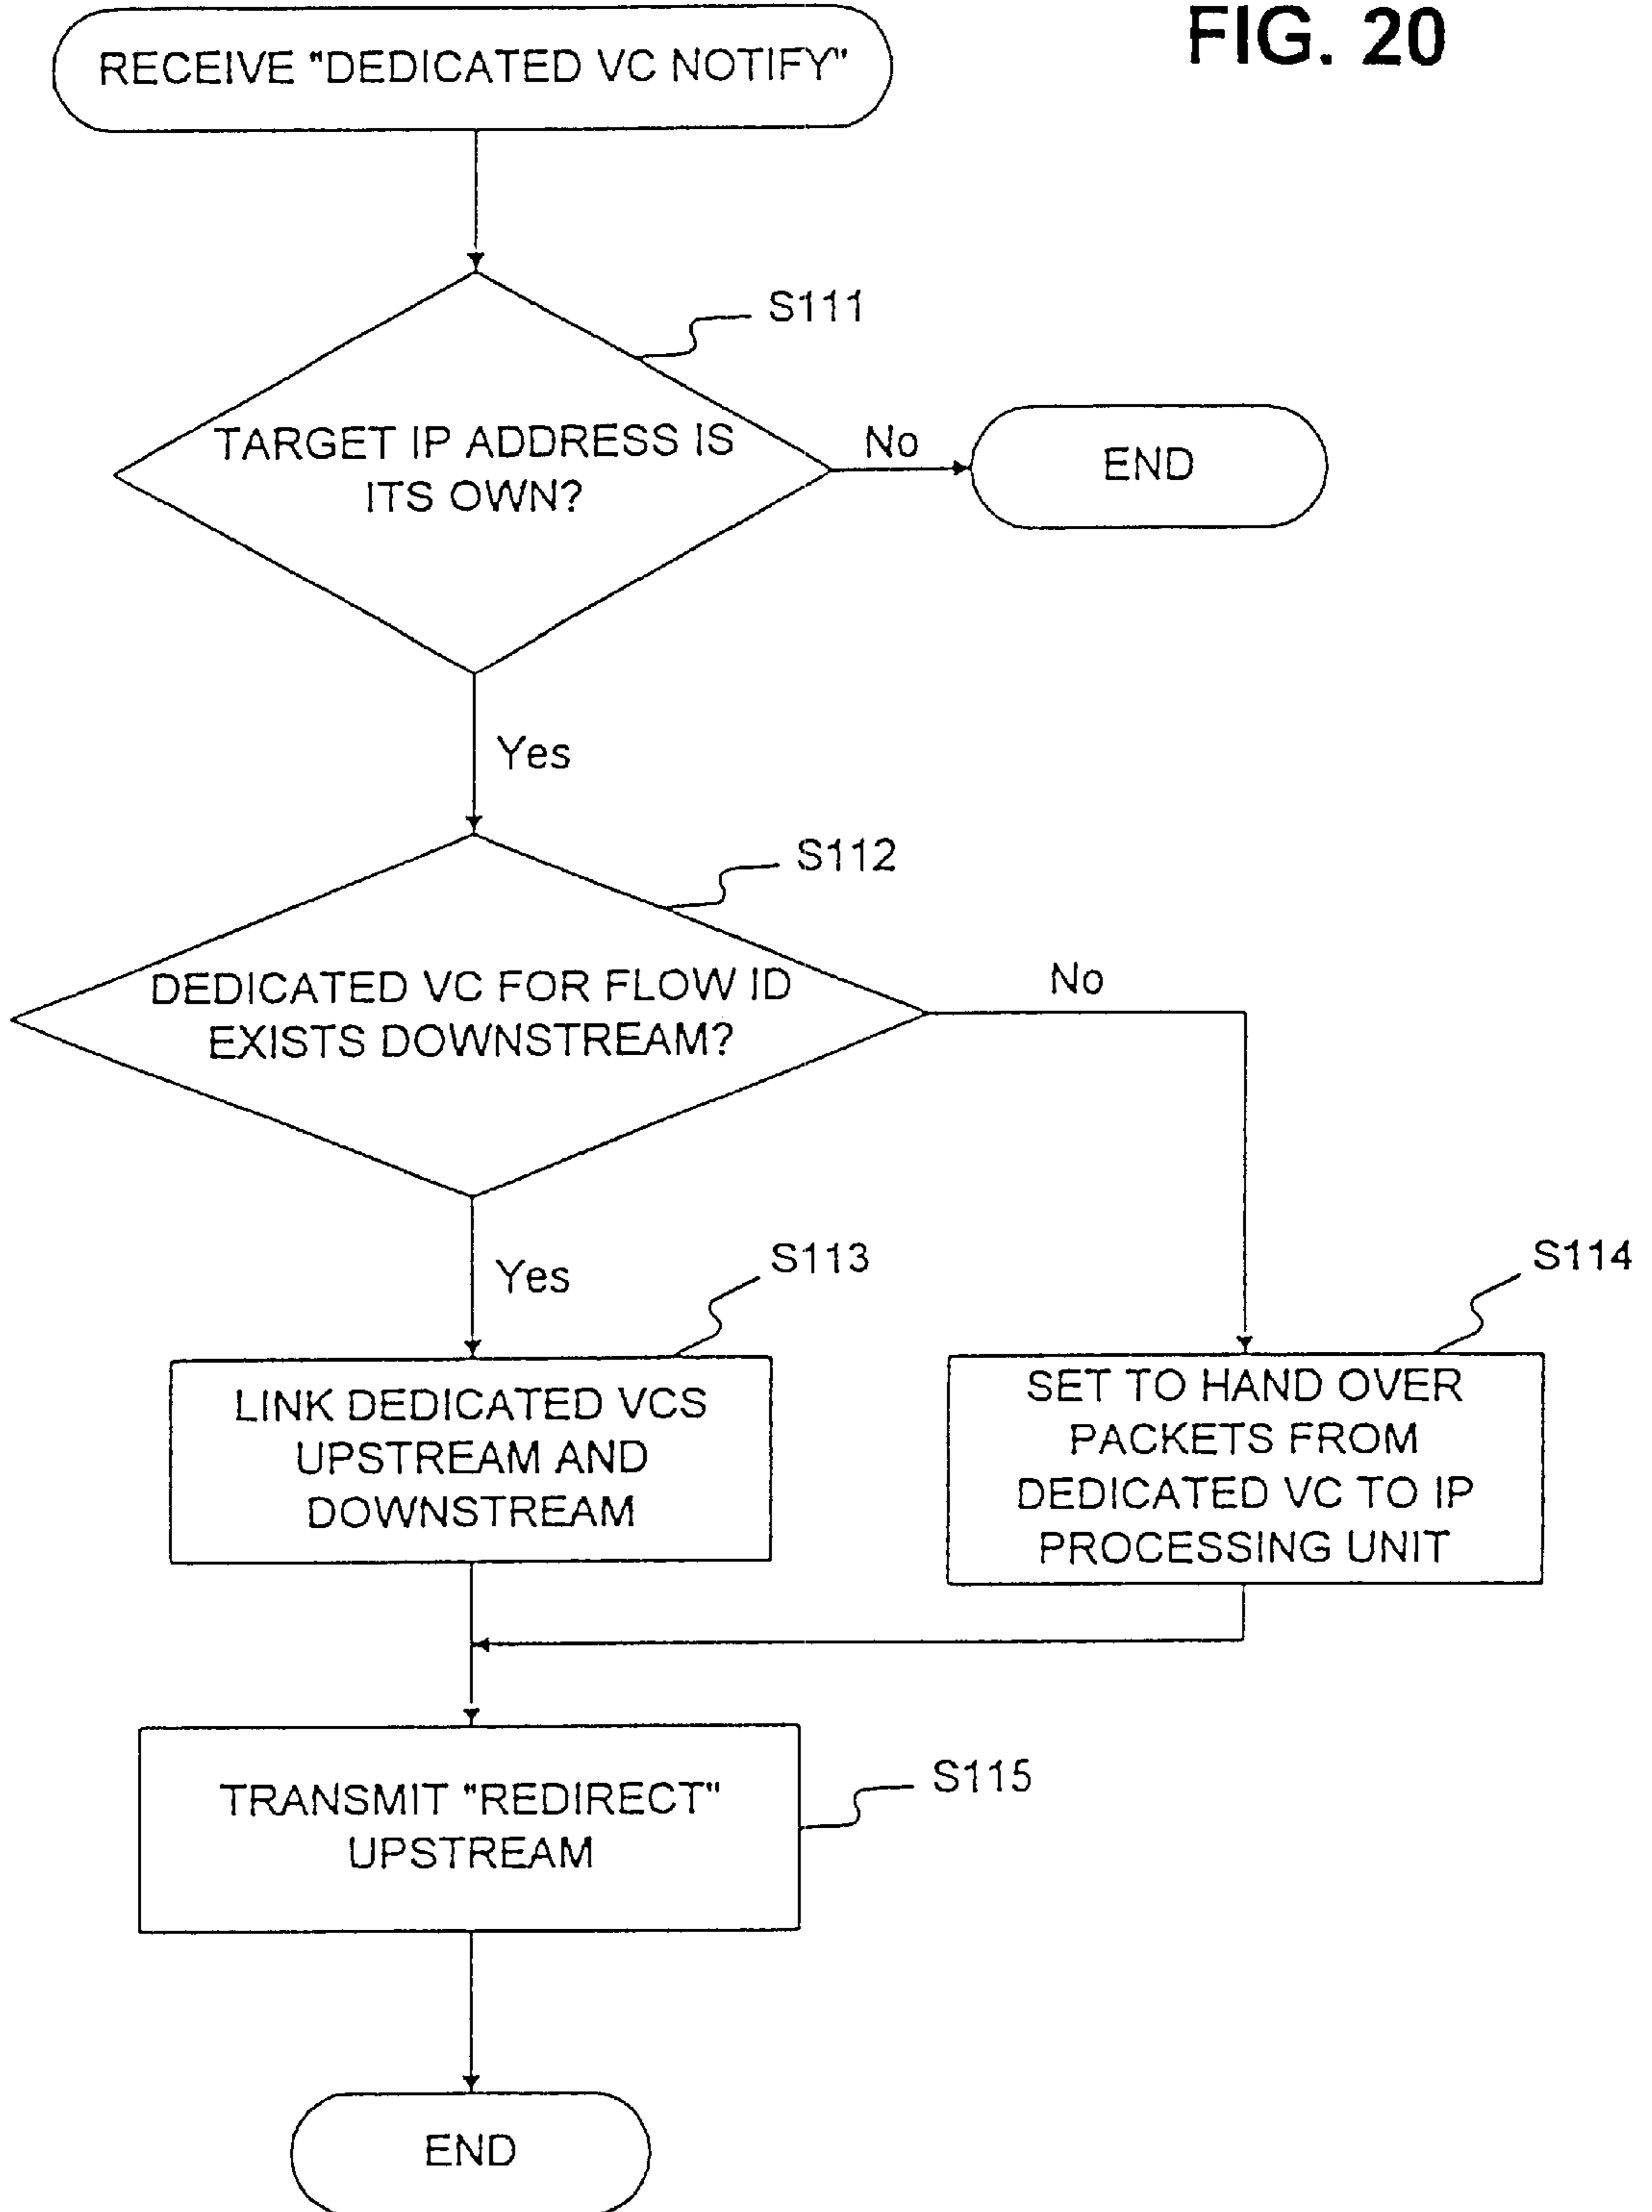 FIG. 20
RECEIVE "DEDICATED VC NOTIFY"
S111
TARGET IP ADDRESS IS
ITS OWN?
No
END
Yes
S112
DEDICATED VC FOR FLOW ID
EXISTS DOWNSTREAM?
No
Yes
S113
LINK DEDICATED VCS
UPSTREAM AND
DOWNSTREAM
S114
SET TO HAND OVER
PACKETS FROM
DEDICATED VC TO IP
PROCESSING UNIT
TRANSMIT "REDIRECT"
UPSTREAM
S115
END